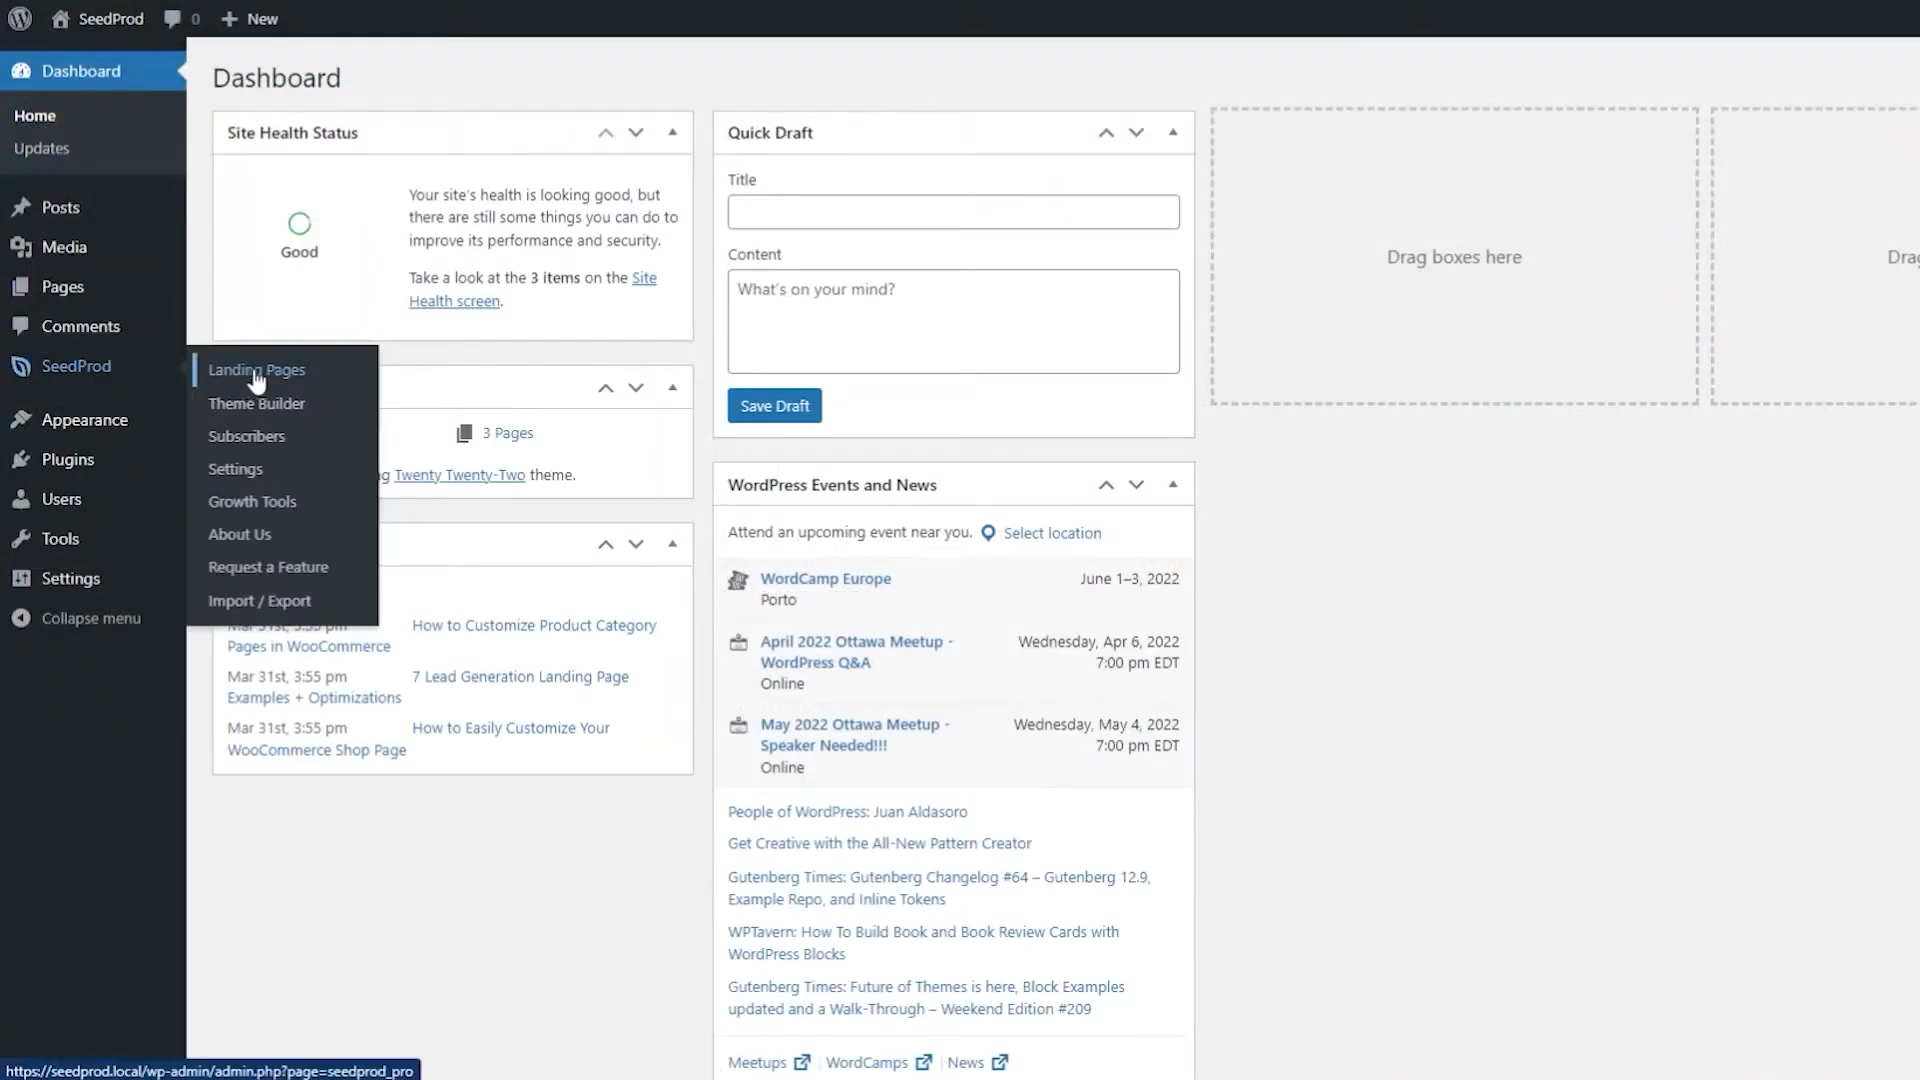 SeedProd 0 New
Dashboard
Home
Updates
Posts
Media
Pages
Comments
SeedProd
Appearance
Plugins
Users
Tools
Settings
Collapse menu
Landing Pages
Theme Builder
Subscribers
Settings
Growth Tools
About Us
Request a Feature
Import / Export
Dashboard
Site Health Status
Good
Your site's health is looking good, but
there are still some things you can do to
improve its performance and security.
Take a look at the 3 items on the Site
Health screen.
3 Pages
Twenty Twenty-Two theme.
Mar 31st, 3:55 pm How to Customize Product Category
Pages in WooCommerce
Mar 31st, 3:55 pm 7 Lead Generation Landing Page
Examples + Optimizations
Mar 31st, 3:55 pm How to Easily Customize Your
WooCommerce Shop Page
Quick Draft
Title
Content
What's on your mind?
Save Draft
WordPress Events and News
Attend an upcoming event near you. Select location
WordCamp Europe June 1–3, 2022
Porto
April 2022 Ottawa Meetup - Wednesday, Apr 6, 2022
WordPress Q&A 7:00 pm EDT
Online
May 2022 Ottawa Meetup - Wednesday, May 4, 2022
Speaker Needed!!! 7:00 pm EDT
Online
People of WordPress: Juan Aldasoro
Get Creative with the All-New Pattern Creator
Gutenberg Times: Gutenberg Changelog #64 – Gutenberg 12.9,
Example Repo, and Inline Tokens
WPTavern: How To Build Book and Book Review Cards with
WordPress Blocks
Gutenberg Times: Future of Themes is here, Block Examples
updated and a Walk-Through – Weekend Edition #209
Meetups | WordCamps | News
Drag boxes here
https://seedprod.local/wp-admin/admin.php?page=seedprod_pro